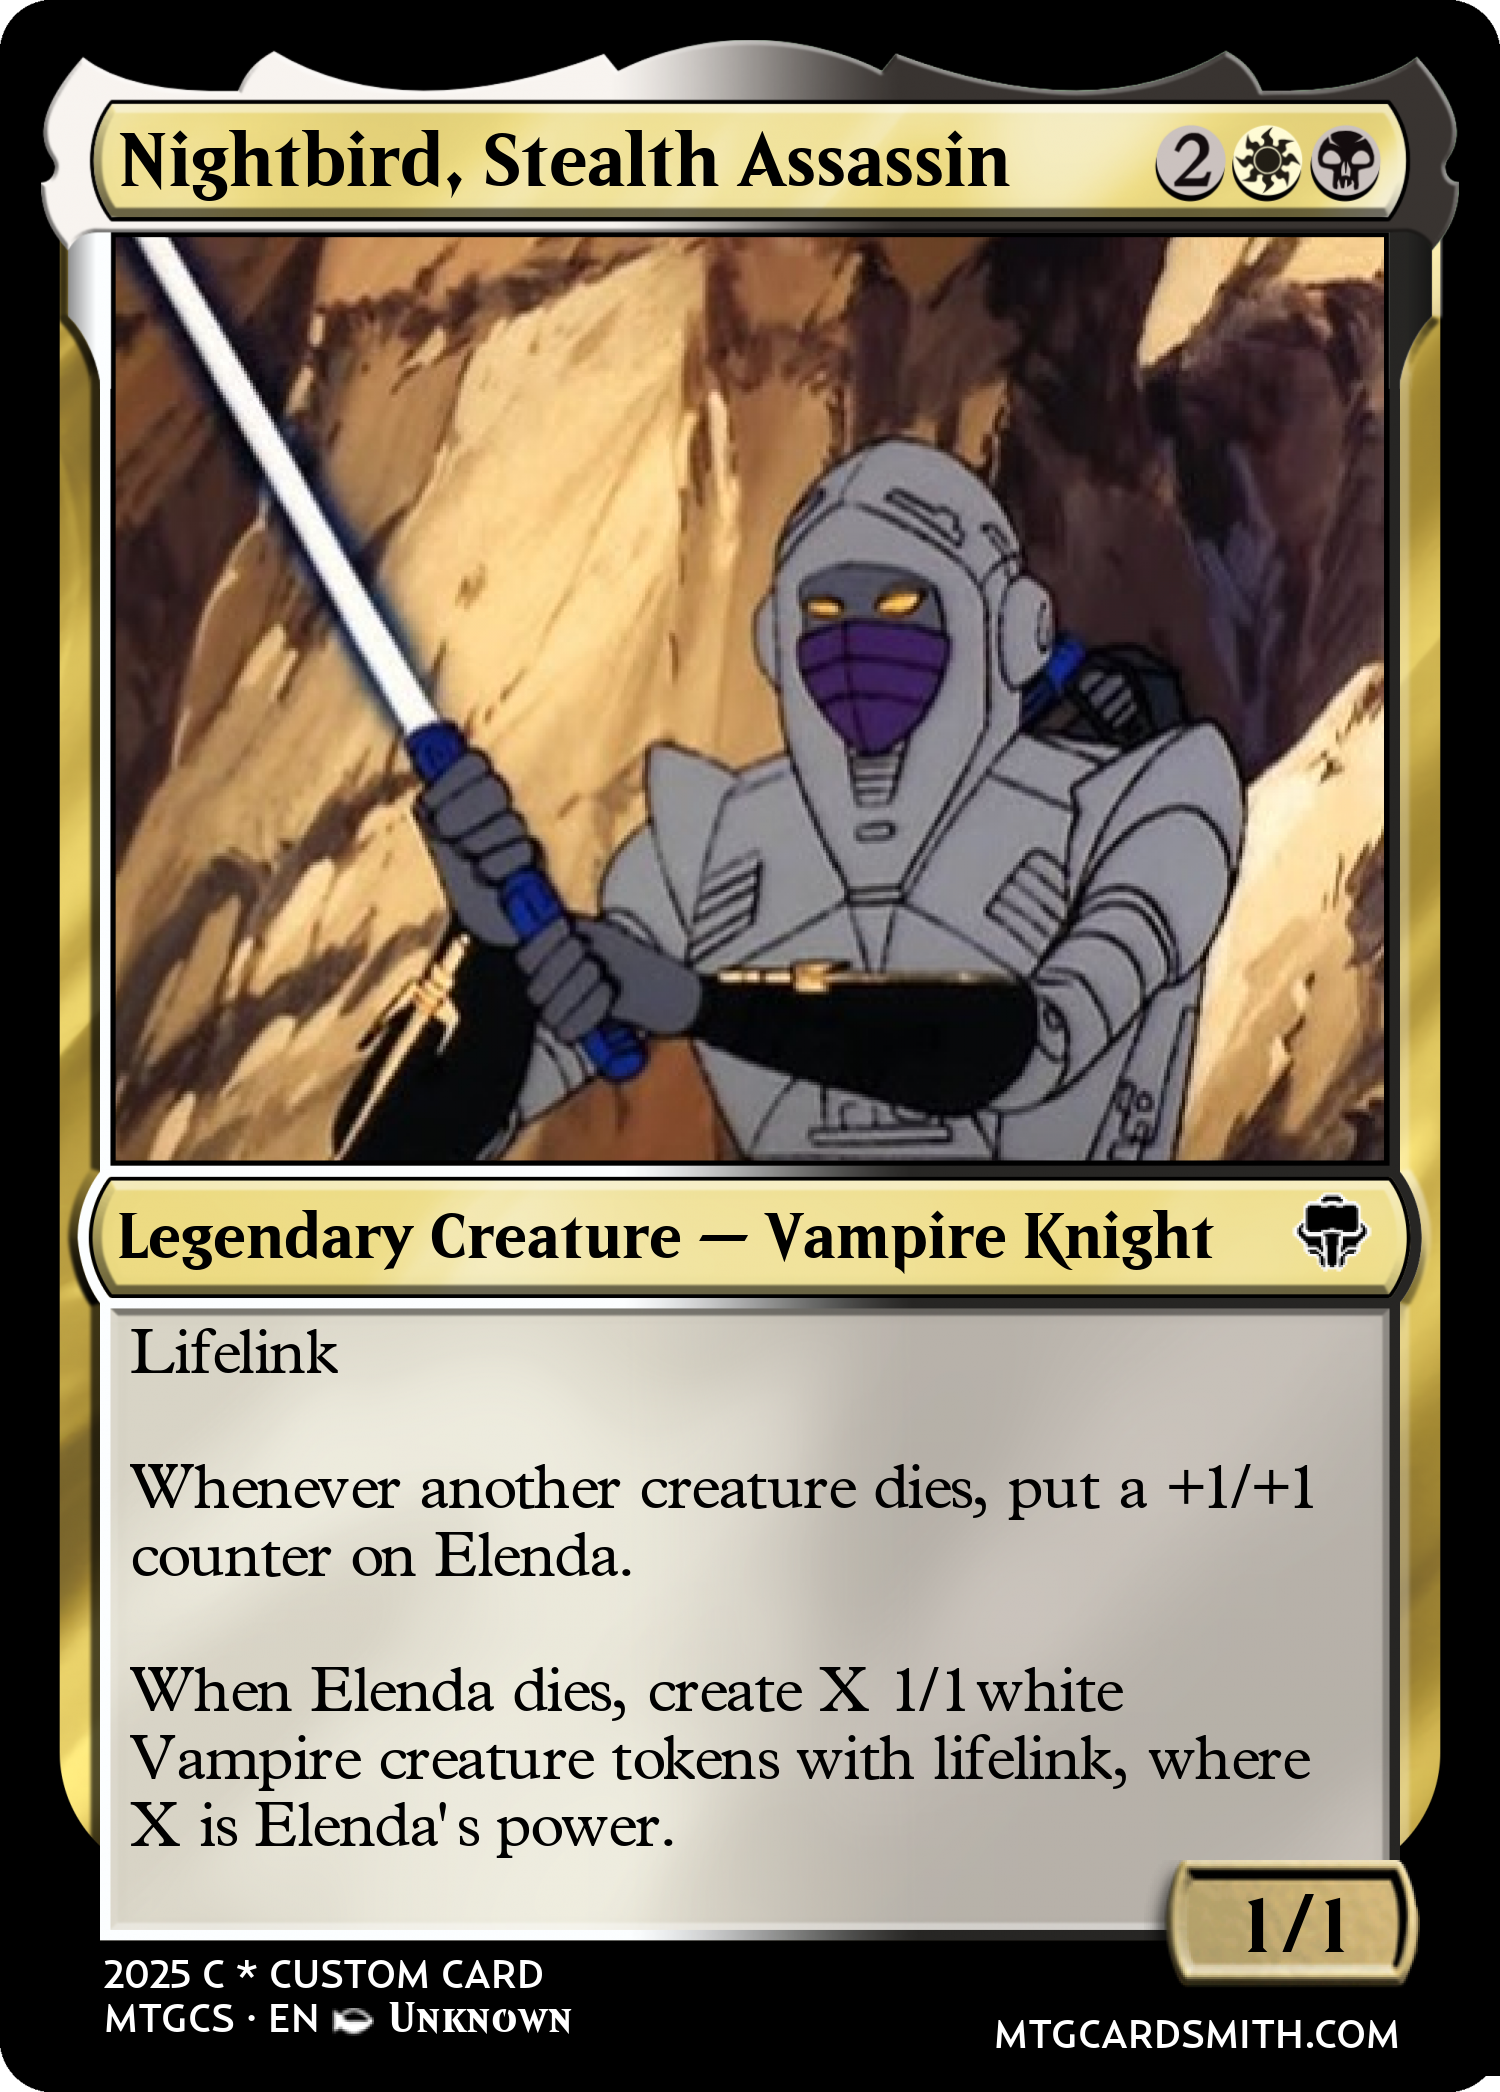 Nightbird, Stealth Assassin 2
Legendary Creature — Vampire Knight
Lifelink
Whenever another creature dies, put a +1/+1
counter on Elenda.
When Elenda dies, create X 1/1 white
Vampire creature tokens with lifelink, where
X is Elenda's power.
1/1
2025 C * CUSTOM CARD
MTGCS · EN UNKNOWN
MTGCARDSMITH.COM